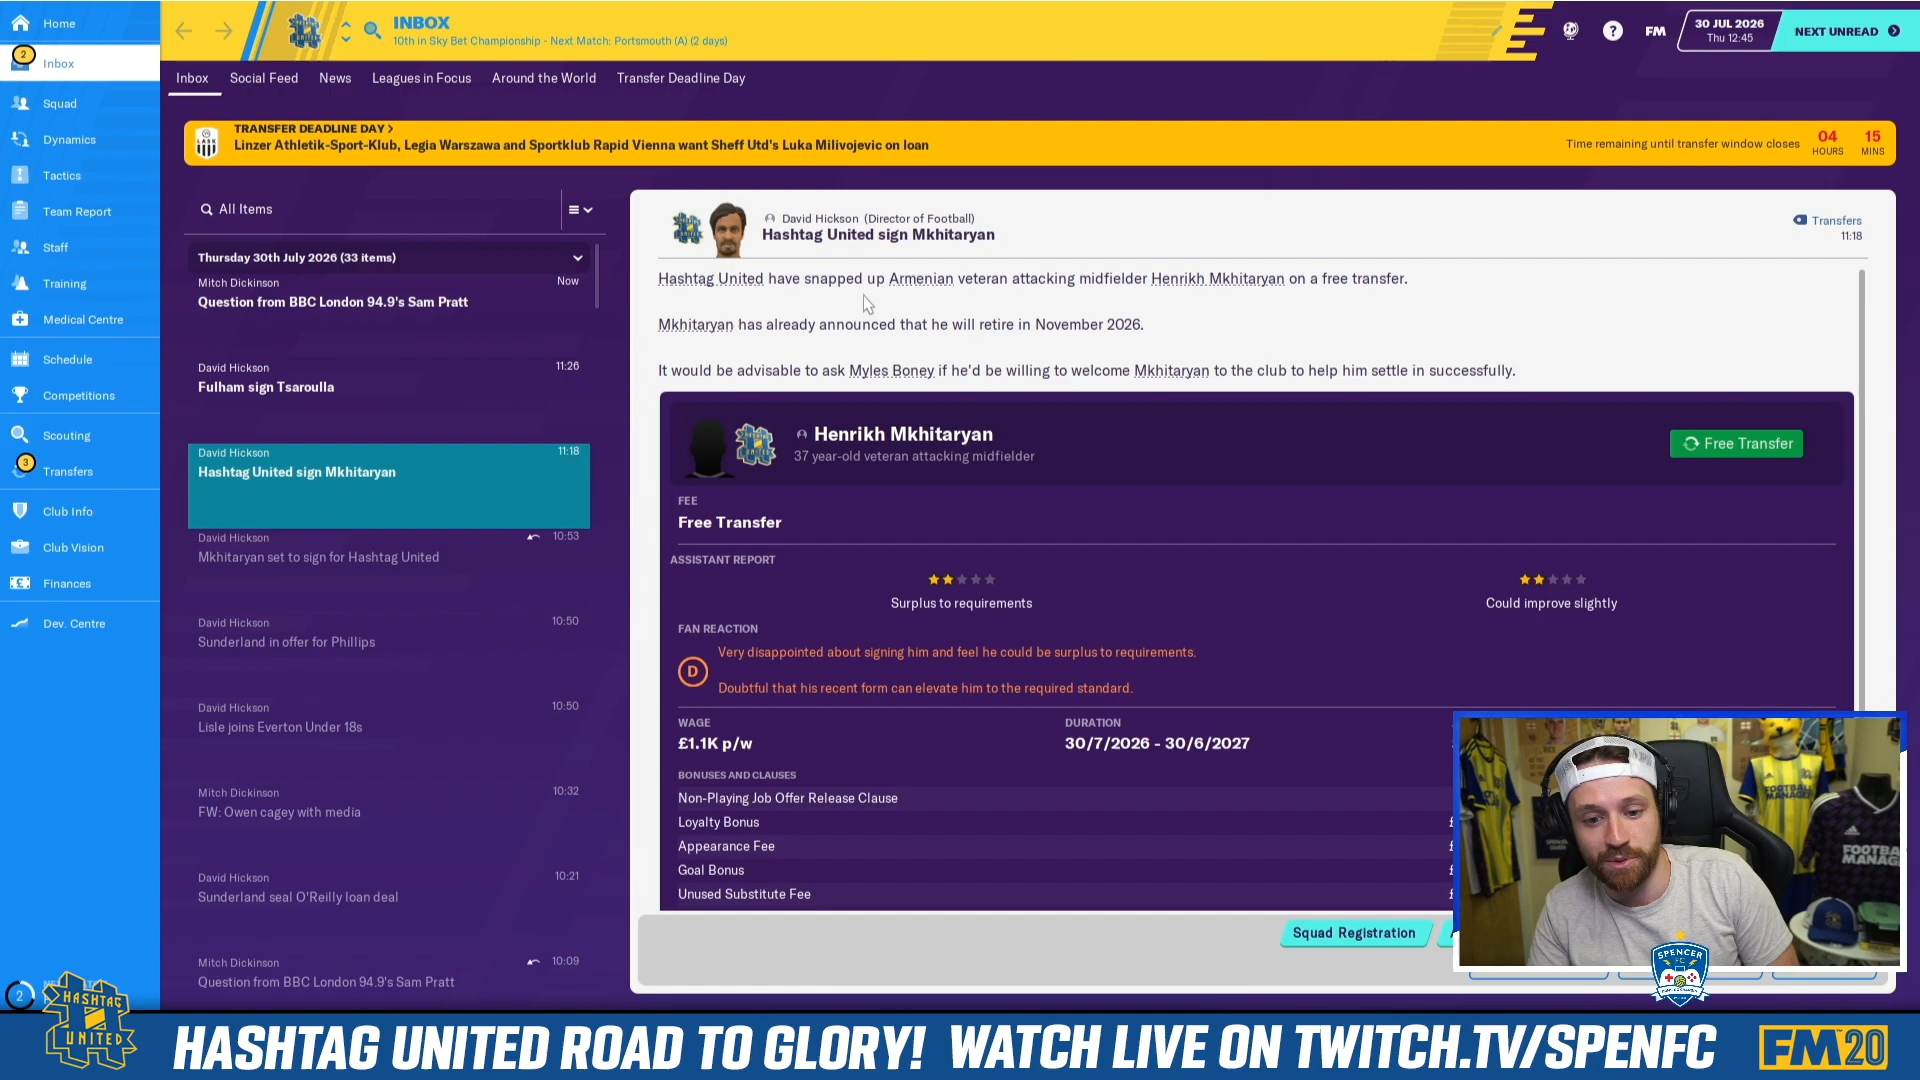 Home
2
Inbox
Squad
Dynamics
Tactics
Team Report
Staff
Training
Medical Centre
Schedule
Competitions
Scouting
3
Transfers
Club Info
Club Vision
Finances
Dev. Centre
INBOX
10th in Sky Bet Championship - Next Match: Portsmouth (A) (2 days)
?
FM
30 JUL 2026
Thu 12:45
NEXT UNREAD
Inbox Social Feed News Leagues in Focus Around the World Transfer Deadline Day
LASK
TRANSFER DEADLINE DAY >
Linzer Athletik-Sport-Klub, Legia Warszawa and Sportklub Rapid Vienna want Sheff Utd's Luka Milivojevic on loan
Time remaining until transfer window closes
04
HOURS
15
MINS
All Items
Thursday 30th July 2026 (33 items)
Mitch Dickinson Now
Question from BBC London 94.9's Sam Pratt
David Hickson 11:26
Fulham sign Tsaroulla
David Hickson 11:18
Hashtag United sign Mkhitaryan
David Hickson 10:53
Mkhitaryan set to sign for Hashtag United
David Hickson 10:50
Sunderland in offer for Phillips
David Hickson 10:50
Lisle joins Everton Under 18s
Mitch Dickinson 10:32
FW: Owen cagey with media
David Hickson 10:21
Sunderland seal O'Reilly loan deal
Mitch Dickinson 10:09
Question from BBC London 94.9's Sam Pratt
David Hickson (Director of Football)
Hashtag United sign Mkhitaryan
Transfers
11:18
Hashtag United have snapped up Armenian veteran attacking midfielder Henrikh Mkhitaryan on a free transfer.
Mkhitaryan has already announced that he will retire in November 2026.
It would be advisable to ask Myles Boney if he'd be willing to welcome Mkhitaryan to the club to help him settle in successfully.
Henrikh Mkhitaryan
37 year-old veteran attacking midfielder
Free Transfer
FEE
Free Transfer
ASSISTANT REPORT
Surplus to requirements
Could improve slightly
FAN REACTION
D
Very disappointed about signing him and feel he could be surplus to requirements.
Doubtful that his recent form can elevate him to the required standard.
WAGE
£1.1K p/w
DURATION
30/7/2026 - 30/6/2027
BONUSES AND CLAUSES
Non-Playing Job Offer Release Clause
Loyalty Bonus £
Appearance Fee £
Goal Bonus £
Unused Substitute Fee £
Squad Registration
FOOTBALL
MANAGER
FOOTBA
MANAG
SPENCER
FC
2
HASHTAG
UNITED
HASHTAG UNITED ROAD TO GLORY! WATCH LIVE ON TWITCH.TV/SPENFC
FM20